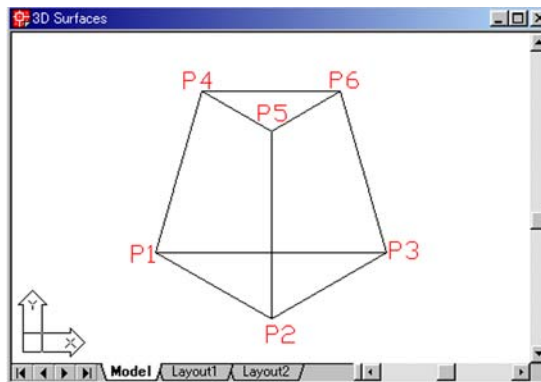 3D Surfaces
P4 P6
P5
P1 P3
P2
Y
X
Model Layout1 Layout2